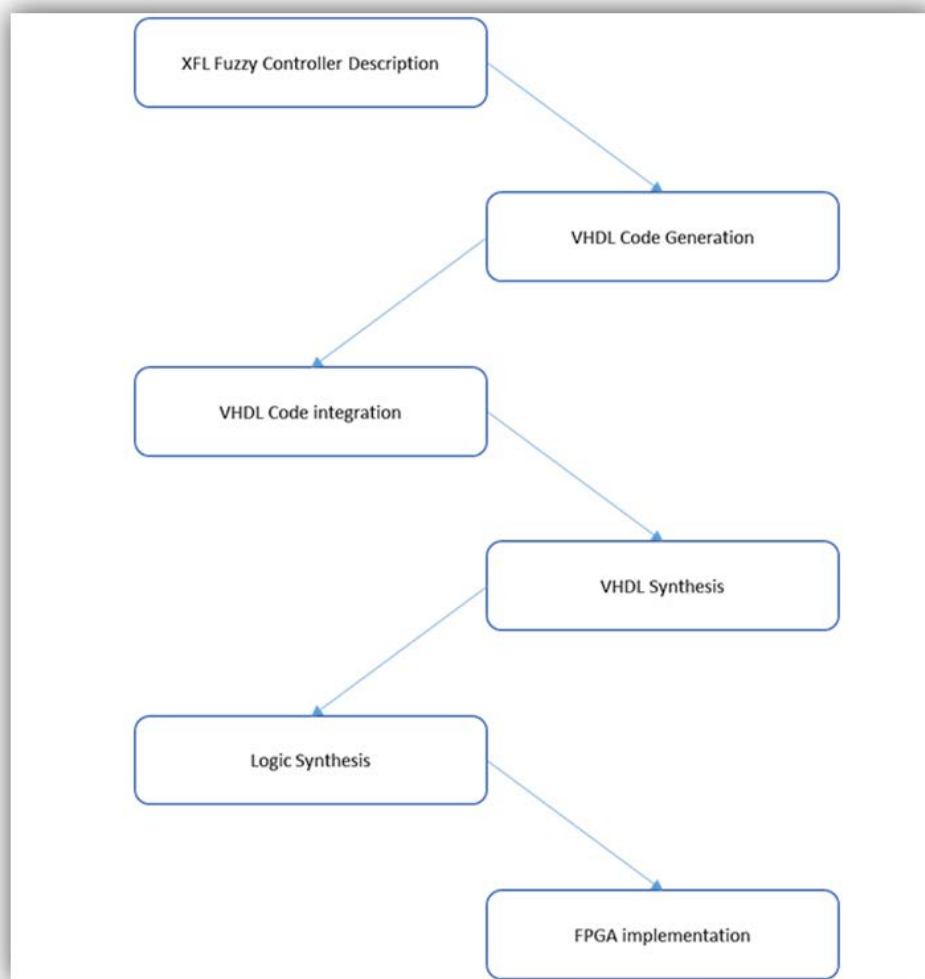 XFL Fuzzy Controller Description
VHDL Code Generation
VHDL Code integration
VHDL Synthesis
Logic Synthesis
FPGA implementation